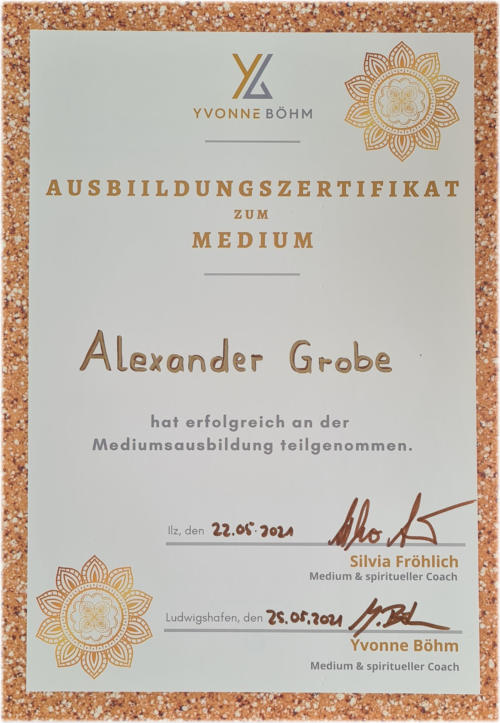 YVONNE BÖHM
AUSBIILDUNGSZERTIFIKAT
ZUM
MEDIUM
Alexander Grobe
hat erfolgreich an der
Mediumsausbildung teilgenommen.
Ilz, den 22.05.2021
Silvia Fröhlich
Medium & spiritueller Coach
Ludwigshafen, den 25.05.2021
Yvonne Böhm
Medium & spiritueller Coach